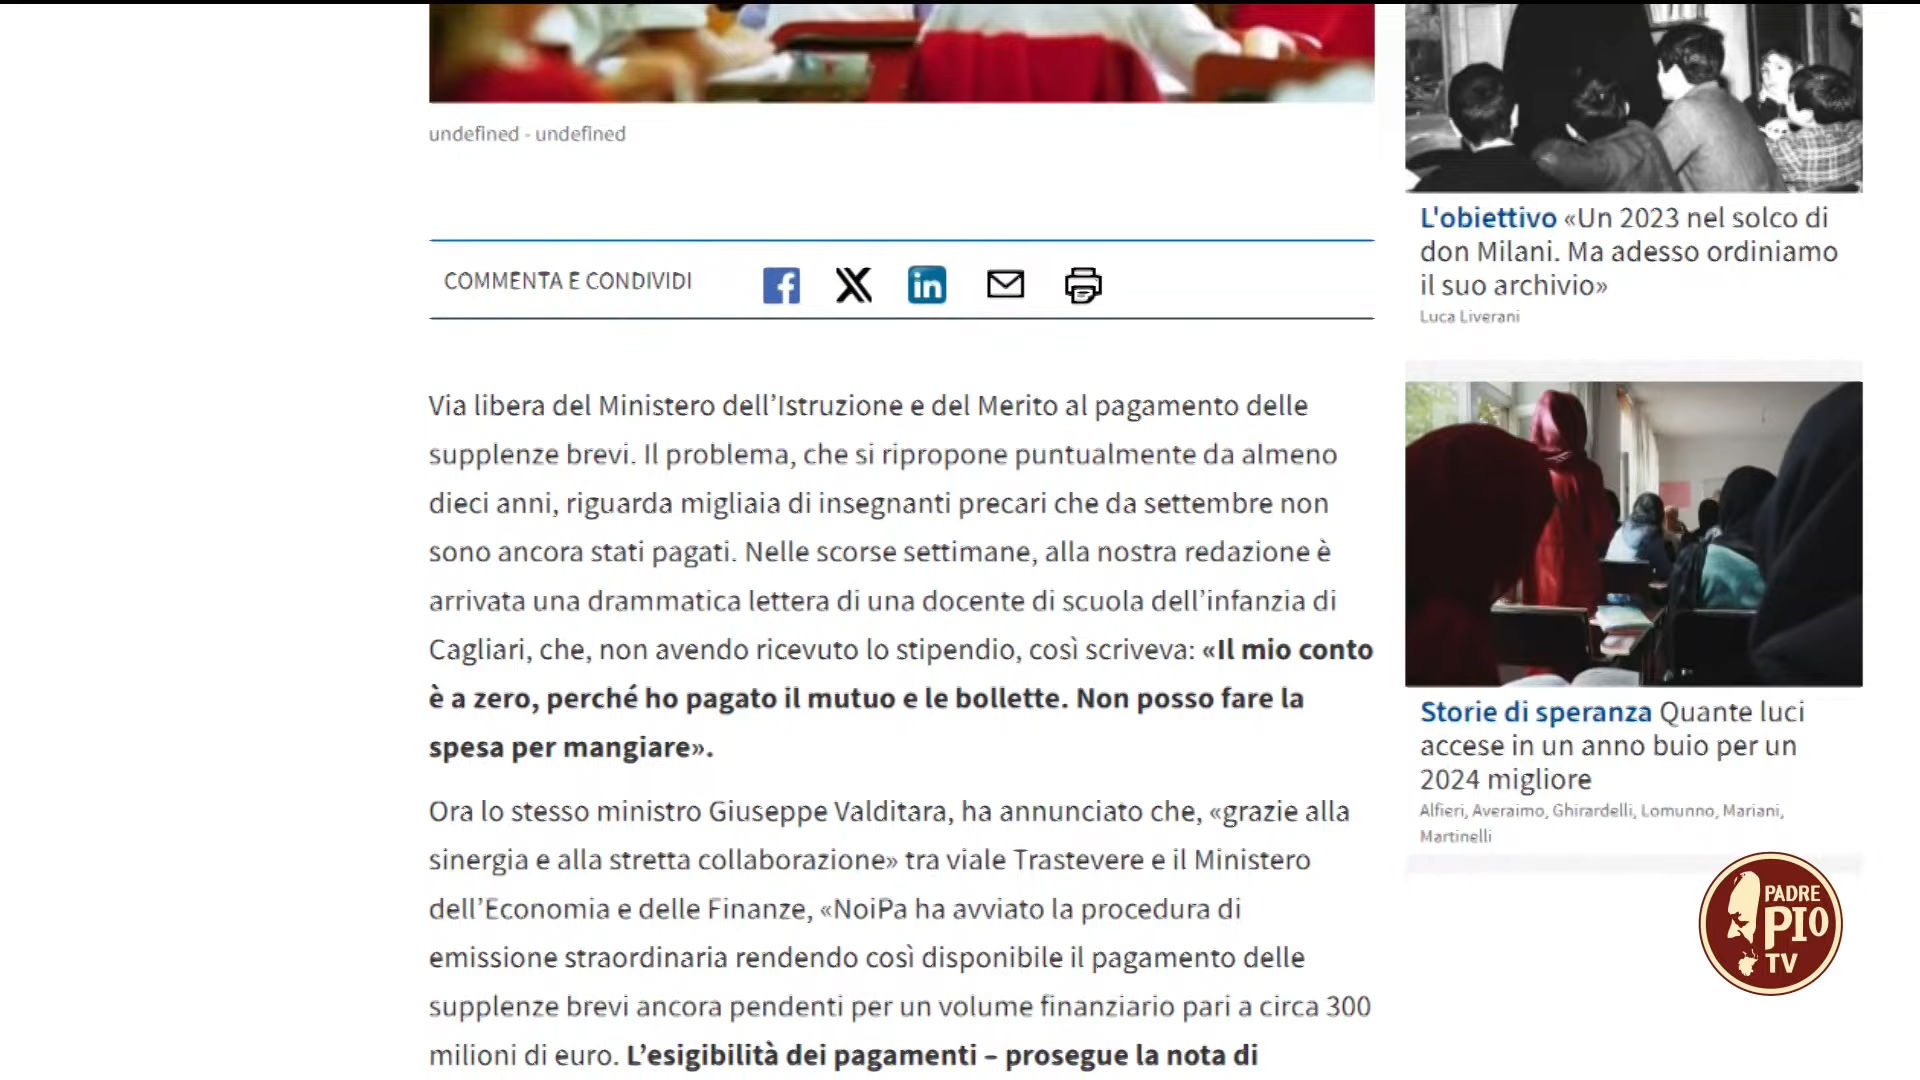 undefined - undefined
COMMENTA E CONDIVIDI
Via libera del Ministero dell’Istruzione e del Merito al pagamento delle
supplenze brevi. Il problema, che si ripropone puntualmente da almeno
dieci anni, riguarda migliaia di insegnanti precari che da settembre non
sono ancora stati pagati. Nelle scorse settimane, alla nostra redazione è
arrivata una drammatica lettera di una docente di scuola dell’infanzia di
Cagliari, che, non avendo ricevuto lo stipendio, così scriveva: «Il mio conto
è a zero, perché ho pagato il mutuo e le bollette. Non posso fare la
spesa per mangiare».
Ora lo stesso ministro Giuseppe Valditara, ha annunciato che, «grazie alla
sinergia e alla stretta collaborazione» tra viale Trastevere e il Ministero
dell’Economia e delle Finanze, «NoiPa ha avviato la procedura di
emissione straordinaria rendendo così disponibile il pagamento delle
supplenze brevi ancora pendenti per un volume finanziario pari a circa 300
milioni di euro. L’esigibilità dei pagamenti – prosegue la nota di
L'obiettivo «Un 2023 nel solco di
don Milani. Ma adesso ordiniamo
il suo archivio»
Luca Liverani
Storie di speranza Quante luci
accese in un anno buio per un
2024 migliore
Alfieri, Averaimo, Ghirardelli, Lomunno, Mariani,
Martinelli
PADRE
PIO
TV